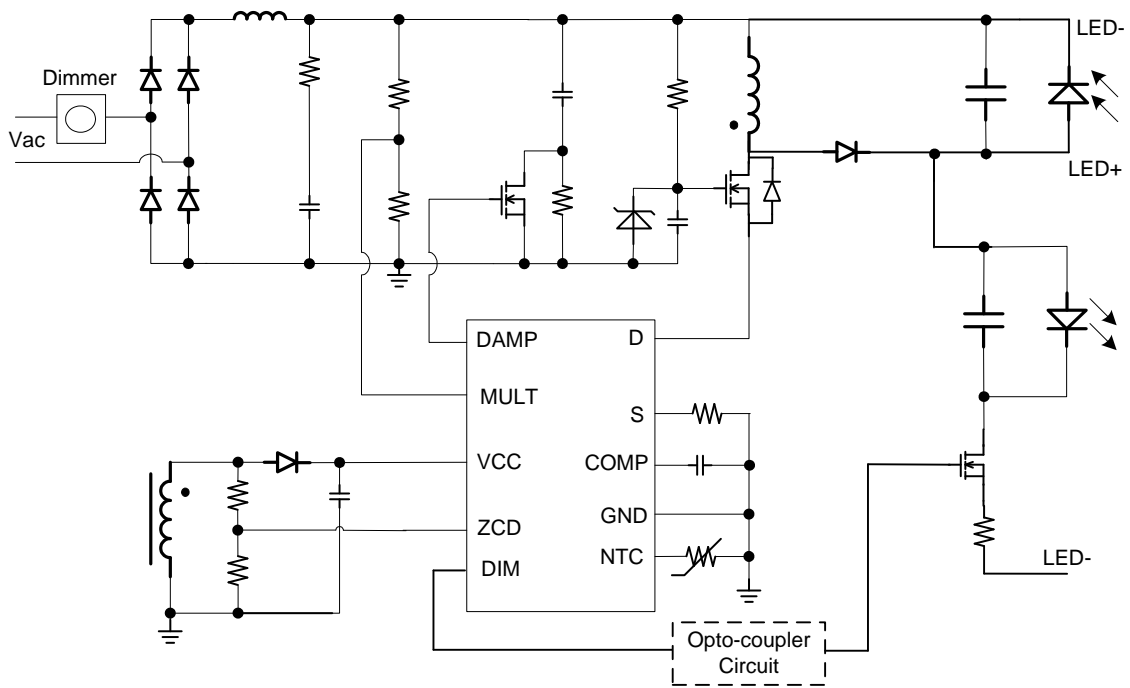 LED-
Dimmer
Vac
LED+
DAMP
D
MULT
S
VCC
COMP
GND
ZCD
NTC
DIM
LED-
Opto-coupler
Circuit